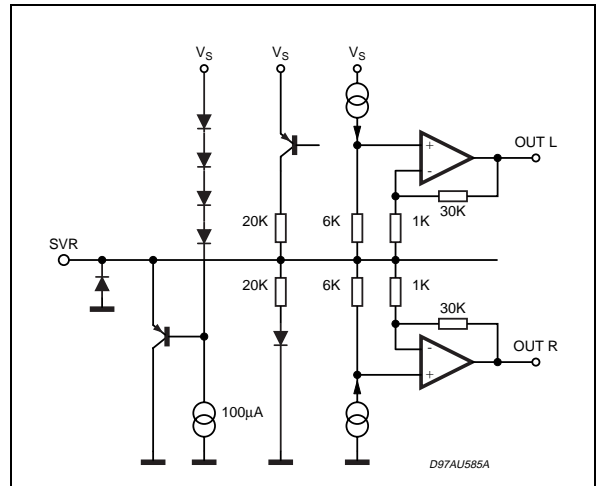 VS VS VS
+ OUT L
-
30K
20K 6K 1K
SVR
20K 6K 1K
30K
- OUT R
+
100µA
D97AU585A